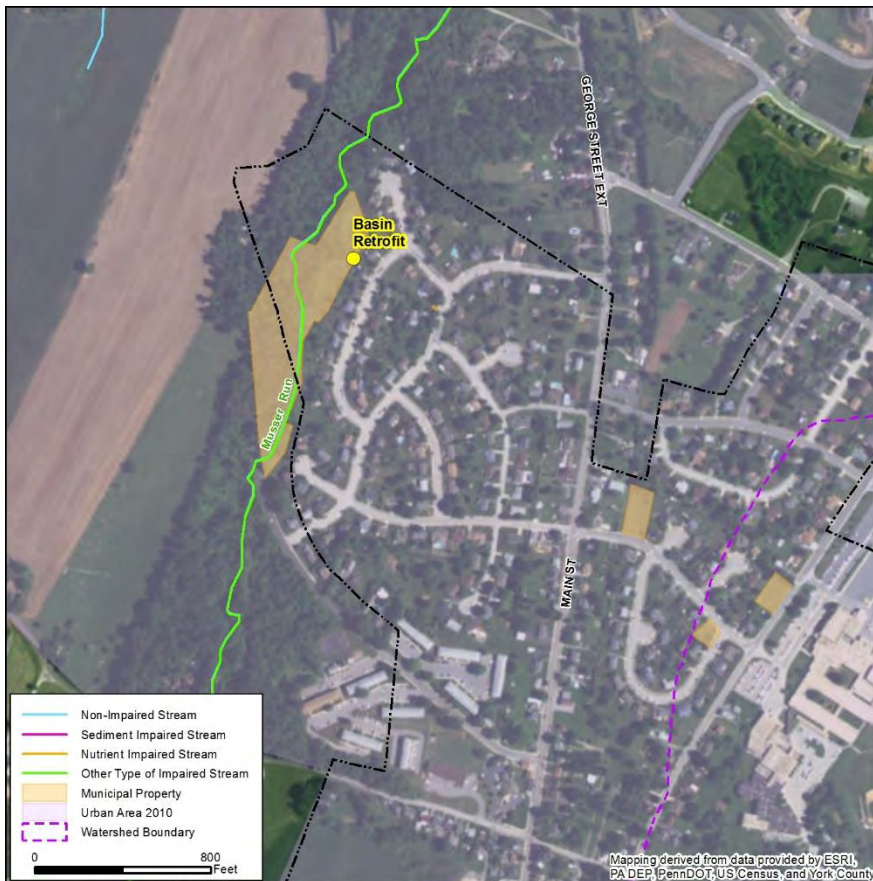 GEORGE STREET EXT
Basin
Retrofit
Musser Run
MAIN ST
Non-Impaired Stream
Sediment Impaired Stream
Nutrient Impaired Stream
Other Type of Impaired Stream
Municipal Property
Urban Area 2010
Watershed Boundary
0 800
Feet
Mapping derived from data provided by ESRI,
PA DEP, PennDOT, US Census, and York County